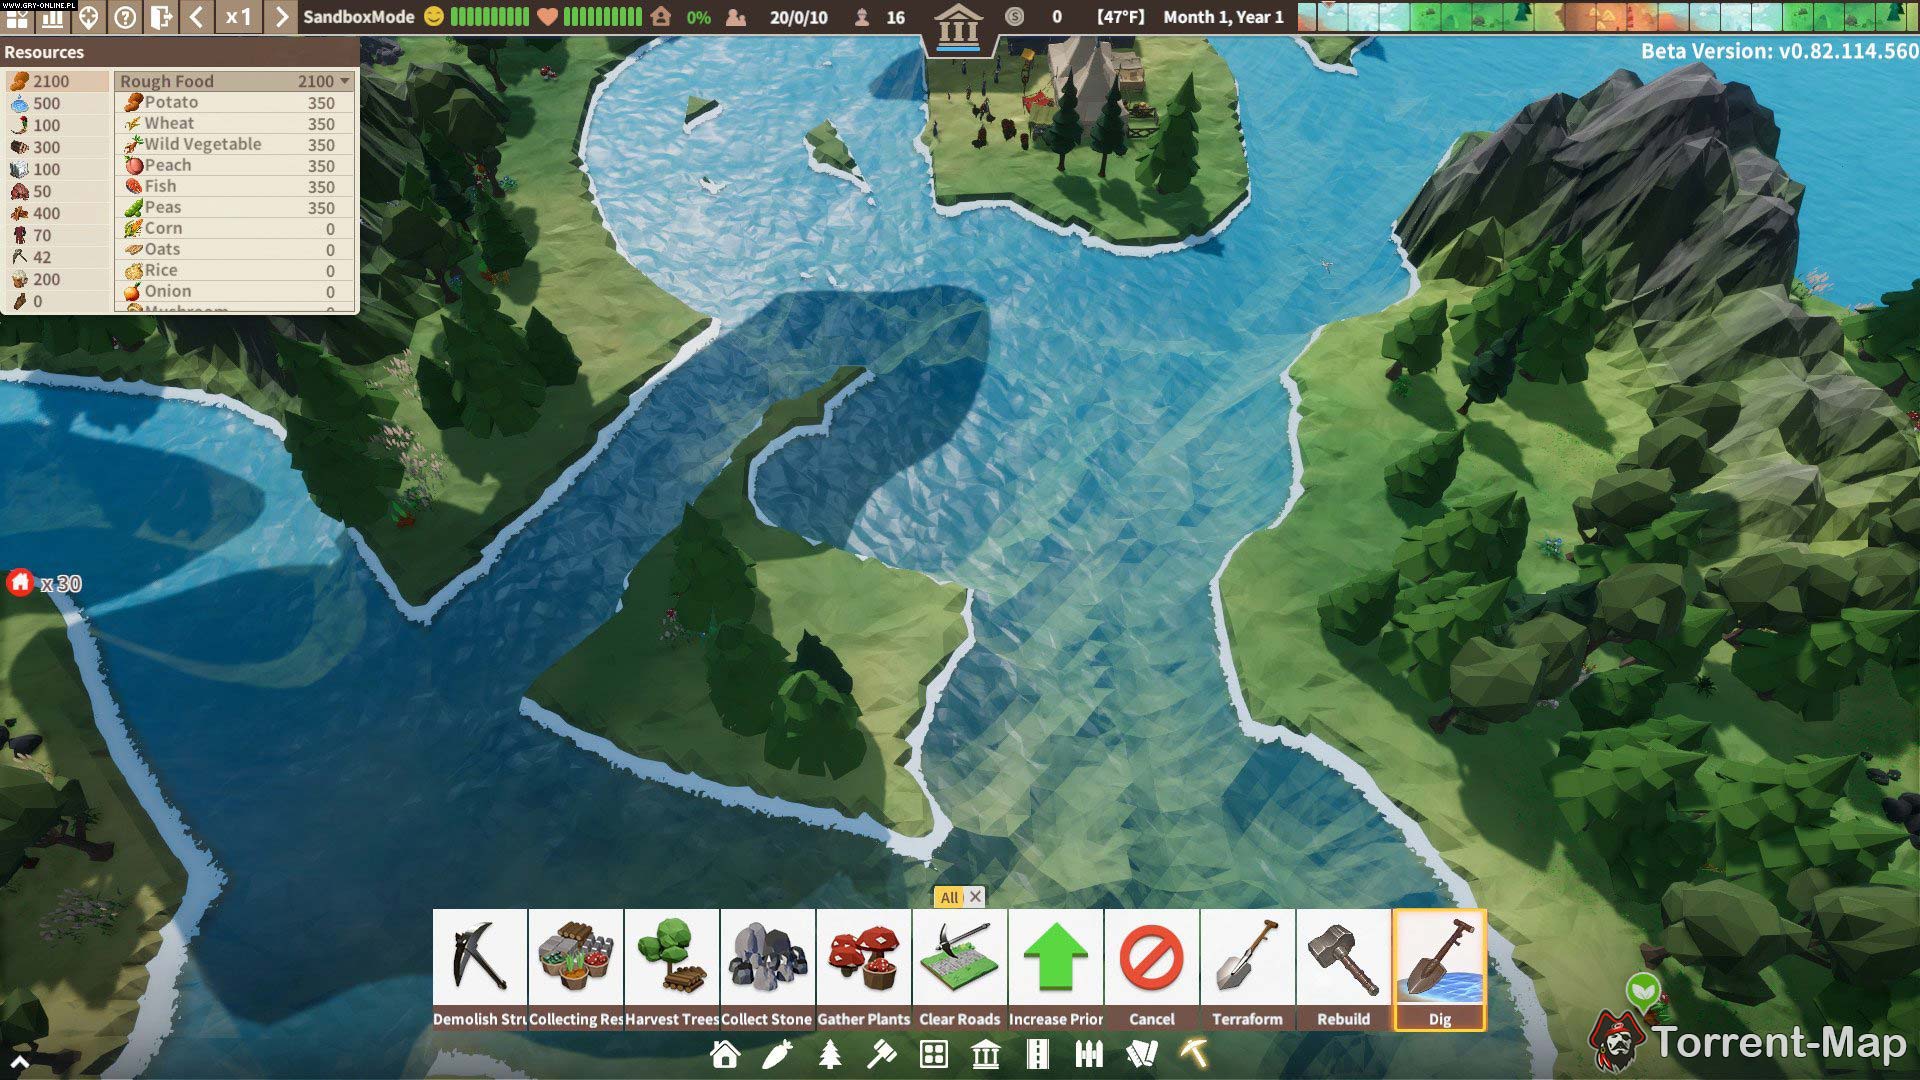 WWW.GRY-ONLINE.PL
x1
SandboxMode
0%
20/0/10
16
0
[47°F]
Month 1, Year 1
Beta Version: v0.82.114.560
Resources
2100
500
100
300
100
50
400
70
42
200
0
Rough Food 2100
Potato 350
Wheat 350
Wild Vegetable 350
Peach 350
Fish 350
Peas 350
Corn 0
Oats 0
Rice 0
Onion 0
Mushroom 0
x 30
All
Demolish Stru
Collecting Res
Harvest Trees
Collect Stone
Gather Plants
Clear Roads
Increase Prior
Cancel
Terraform
Rebuild
Dig
Torrent-Map